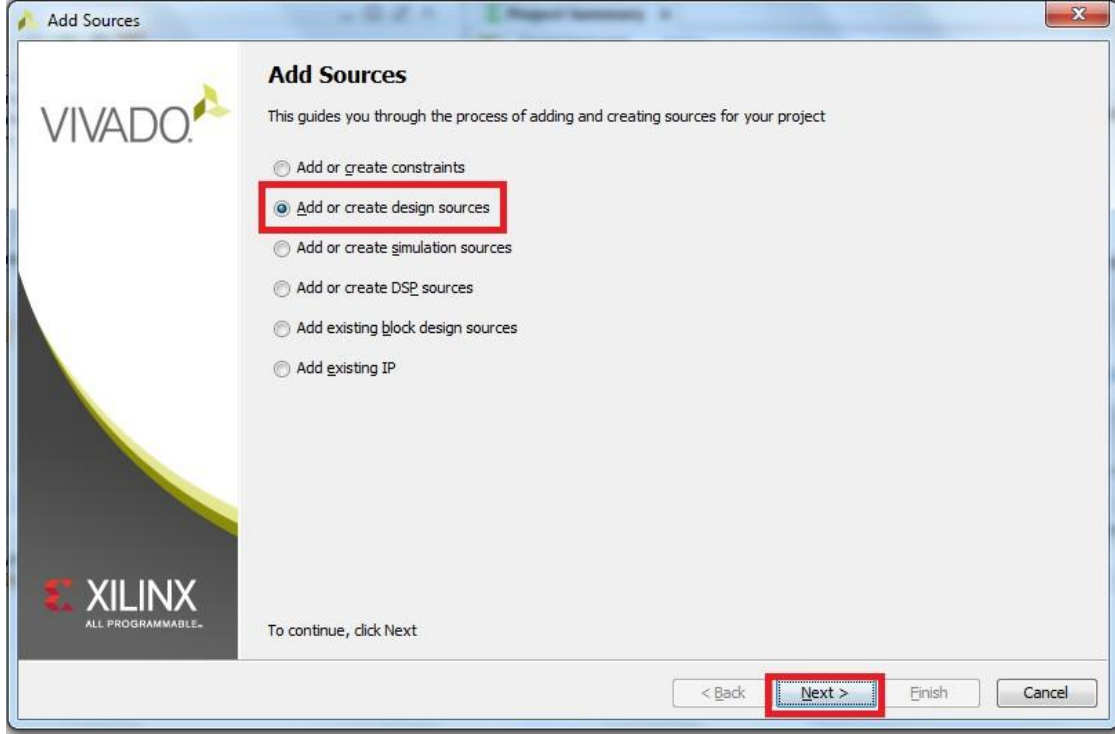 Add Sources
Project Summary
VIVADO.
Add Sources
This guides you through the process of adding and creating sources for your project
Add or create constraints
Add or create design sources
Add or create simulation sources
Add or create DSP sources
Add existing block design sources
Add existing IP
XILINX
ALL PROGRAMMABLE.
To continue, click Next
< Back
Next >
Finish
Cancel